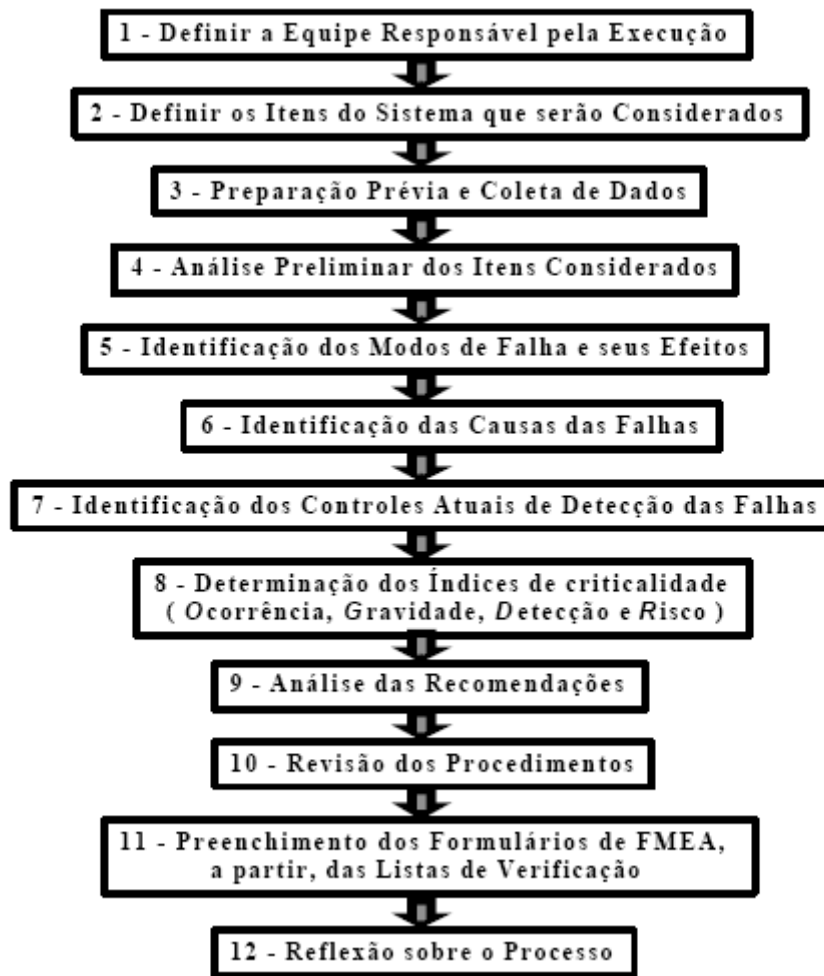 1 - Definir a Equipe Responsável pela Execução
2 - Definir os Itens do Sistema que serão Considerados
3 - Preparação Prévia e Coleta de Dados
4 - Análise Preliminar dos Itens Considerados
5 - Identificação dos Modos de Falha e seus Efeitos
6 - Identificação das Causas das Falhas
7 - Identificação dos Controles Atuais de Detecção das Falhas
8 - Determinação dos Índices de criticalidade
( Ocorrência, Gravidade, Detecção e Risco )
9 - Análise das Recomendações
10 - Revisão dos Procedimentos
11 - Preenchimento dos Formulários de FMEA,
a partir, das Listas de Verificação
12 - Reflexão sobre o Processo